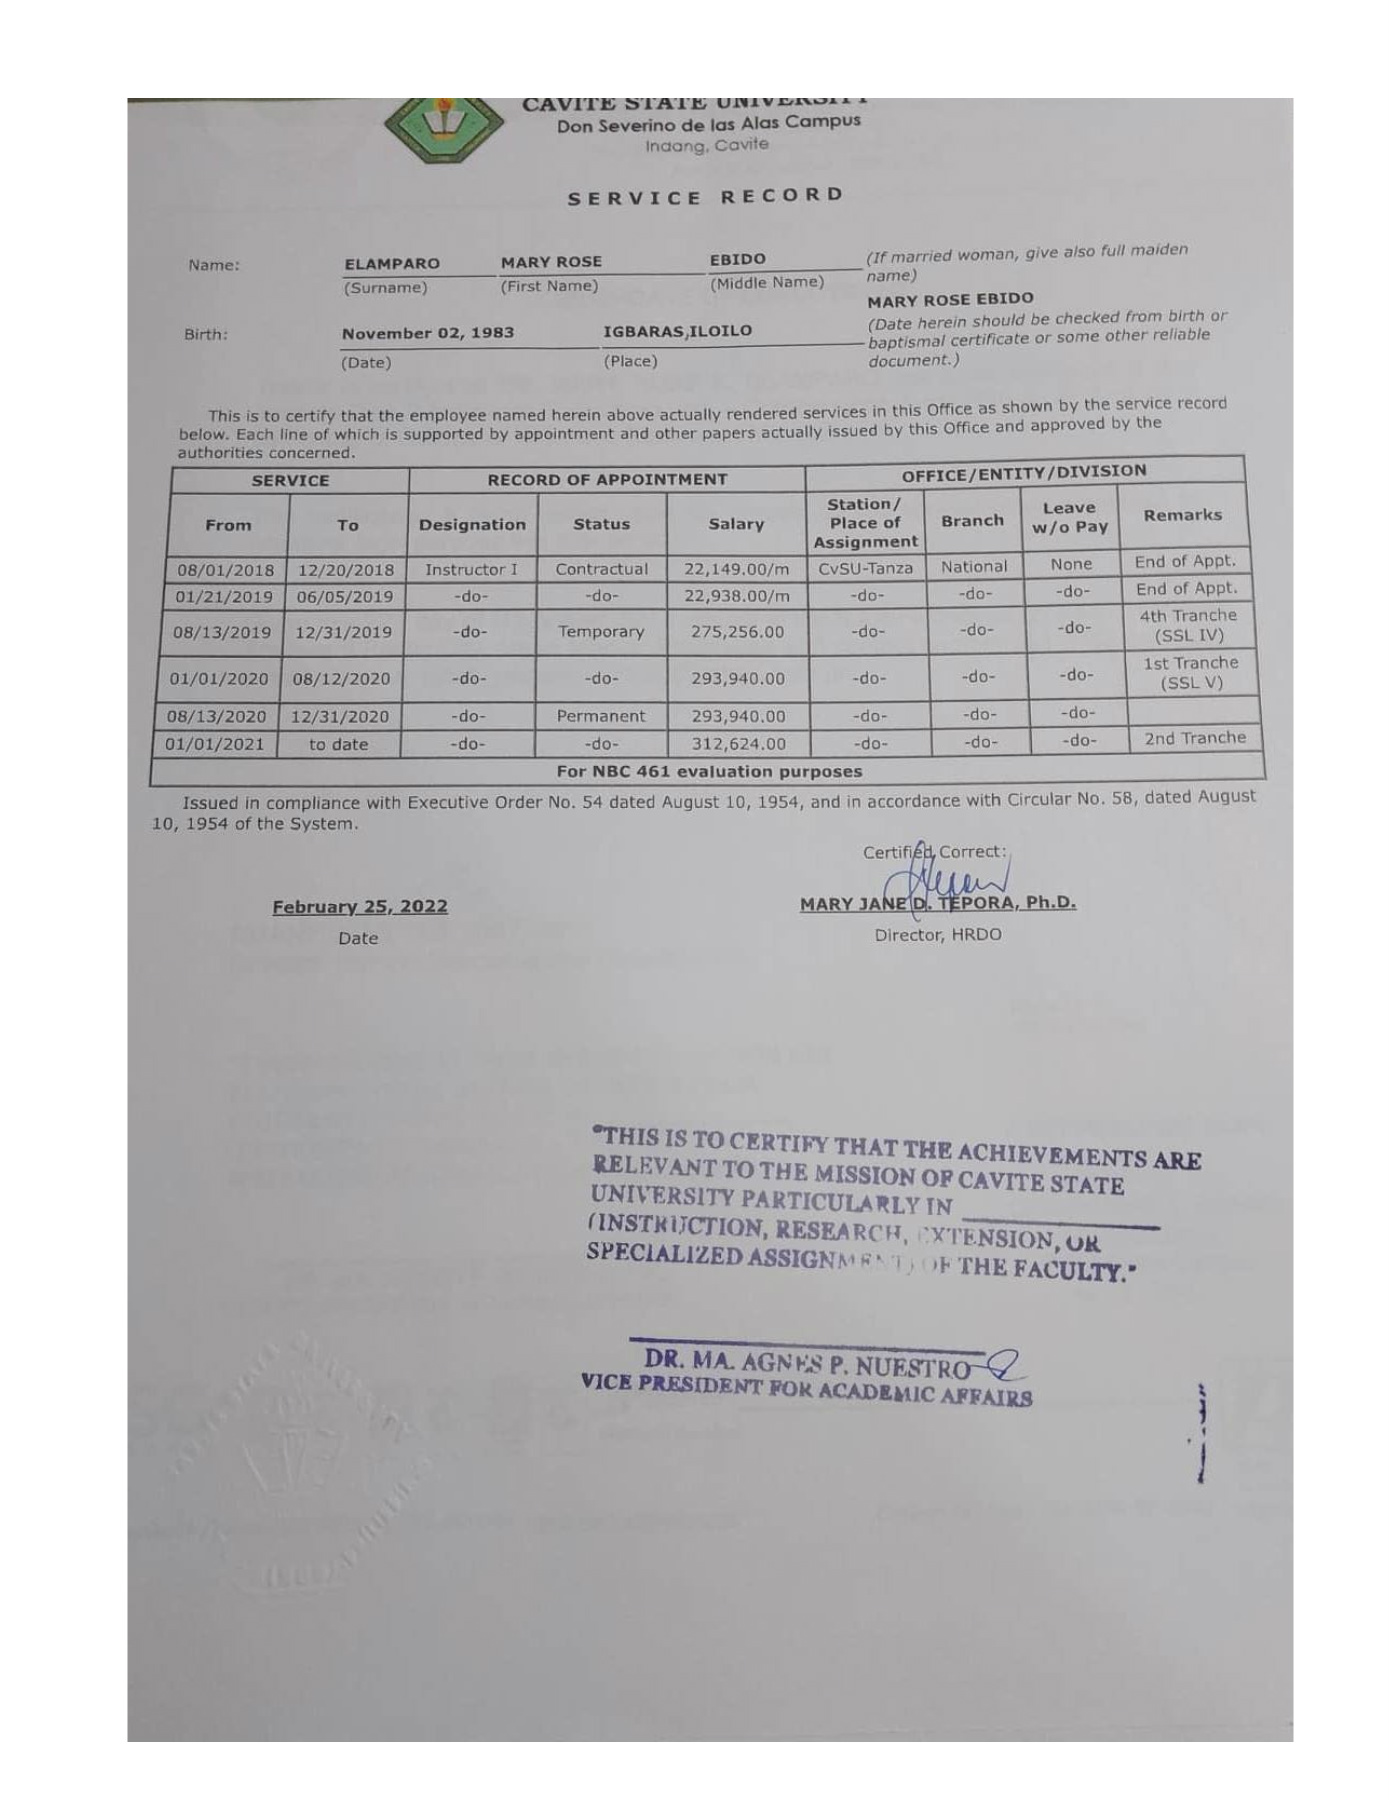 CAVITE STATE UNIVERSITY
Don Severino de las Alas Campus
Indang, Cavite
SERVICE RECORD
Name: ELAMPARO MARY ROSE EBIDO (If married woman, give also full maiden
(Surname) (First Name) (Middle Name) name)
MARY ROSE EBIDO
Birth: November 02, 1983 IGBARAS,ILOILO (Date herein should be checked from birth or
baptismal certificate or some other reliable
(Date) (Place) document.)
This is to certify that the employee named herein above actually rendered services in this Office as shown by the service record
below. Each line of which is supported by appointment and other papers actually issued by this Office and approved by the
authorities concerned.
SERVICE RECORD OF APPOINTMENT OFFICE/ENTITY/DIVISION
From To Designation Status Salary Station/ Place of Assignment Branch Leave w/o Pay Remarks
08/01/2018 12/20/2018 Instructor I Contractual 22,149.00/m CvSU-Tanza National None End of Appt.
01/21/2019 06/05/2019 -do- -do- 22,938.00/m -do- -do- -do- End of Appt.
08/13/2019 12/31/2019 -do- Temporary 275,256.00 -do- -do- -do- 4th Tranche (SSL IV)
01/01/2020 08/12/2020 -do- -do- 293,940.00 -do- -do- -do- 1st Tranche (SSL V)
08/13/2020 12/31/2020 -do- Permanent 293,940.00 -do- -do- -do-
01/01/2021 to date -do- -do- 312,624.00 -do- -do- -do- 2nd Tranche
For NBC 461 evaluation purposes
Issued in compliance with Executive Order No. 54 dated August 10, 1954, and in accordance with Circular No. 58, dated August
10, 1954 of the System.
Certified Correct:
February 25, 2022 MARY JANE D. TEPORA, Ph.D.
Date Director, HRDO
"THIS IS TO CERTIFY THAT THE ACHIEVEMENTS ARE
RELEVANT TO THE MISSION OF CAVITE STATE
UNIVERSITY PARTICULARLY IN
(INSTRUCTION, RESEARCH, EXTENSION, OR
SPECIALIZED ASSIGNMENT) OF THE FACULTY."
DR. MA. AGNES P. NUESTRO
VICE PRESIDENT FOR ACADEMIC AFFAIRS